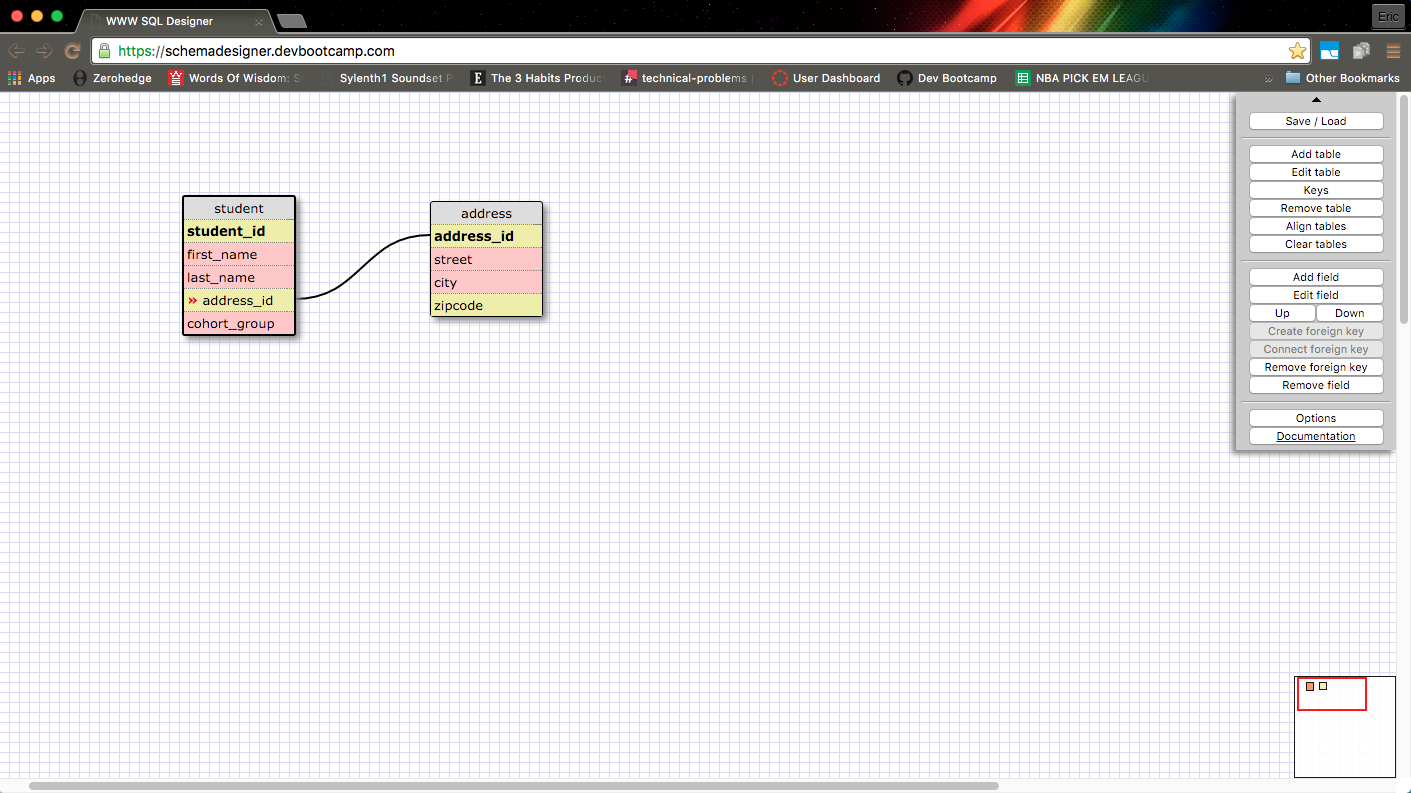 WWW SQL Designer
Eric
https://schemadesigner.devbootcamp.com
Apps Zerohedge Words Of Wisdom: S Sylenth1 Soundset P The 3 Habits Produc technical-problems User Dashboard Dev Bootcamp NBA PICK EM LEAGU » Other Bookmarks
student
student_id
first_name
last_name
» address_id
cohort_group
address
address_id
street
city
zipcode
Save / Load
Add table
Edit table
Keys
Remove table
Align tables
Clear tables
Add field
Edit field
Up Down
Create foreign key
Connect foreign key
Remove foreign key
Remove field
Options
Documentation